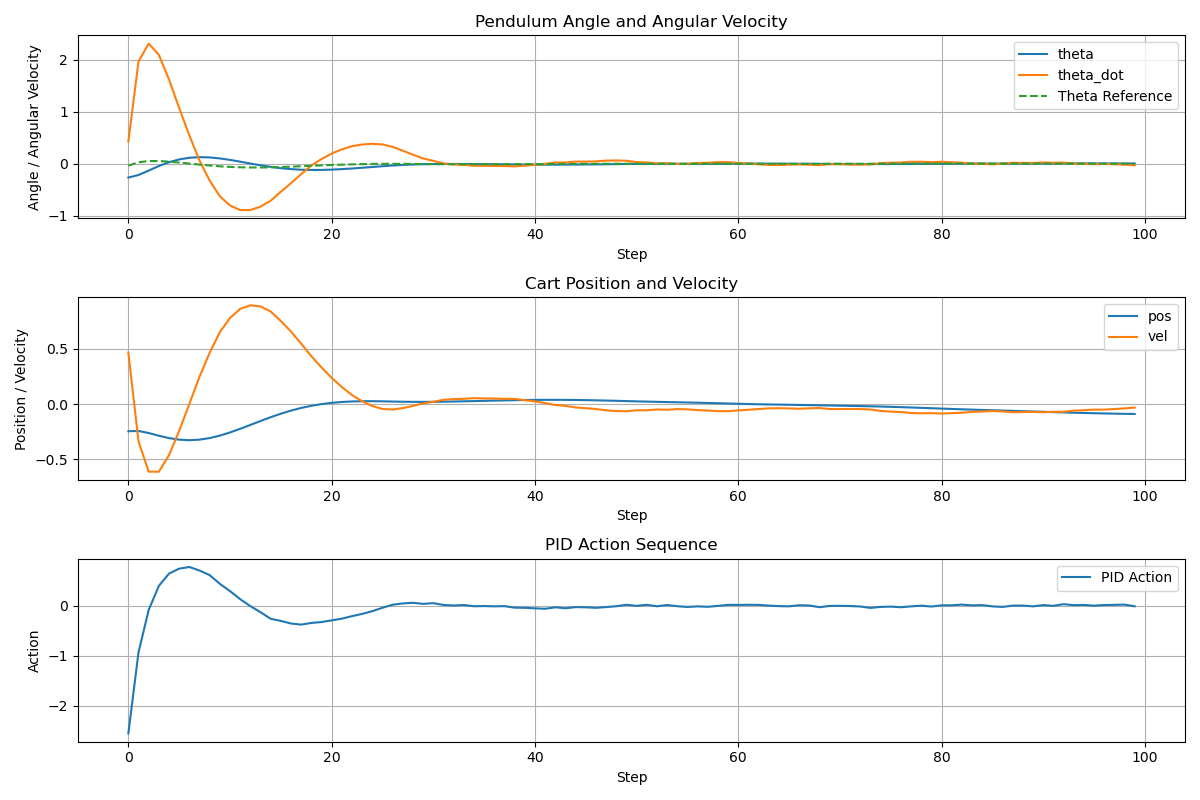 Pendulum Angle and Angular Velocity
Angle / Angular Velocity
2
1
0
−1
theta
theta_dot
Theta Reference
0 20 40 60 80 100
Step
Cart Position and Velocity
Position / Velocity
0.5
0.0
−0.5
pos
vel
0 20 40 60 80 100
Step
PID Action Sequence
Action
0
−1
−2
PID Action
0 20 40 60 80 100
Step